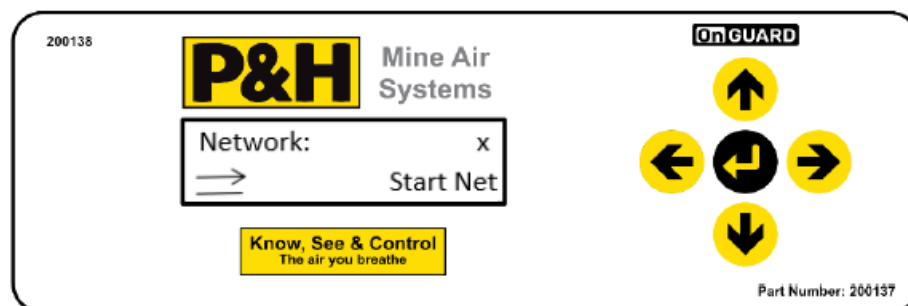 200138
P&H
Mine Air
Systems
Network: x
Start Net
Know, See & Control
The air you breathe
OnGUARD
Part Number: 200137